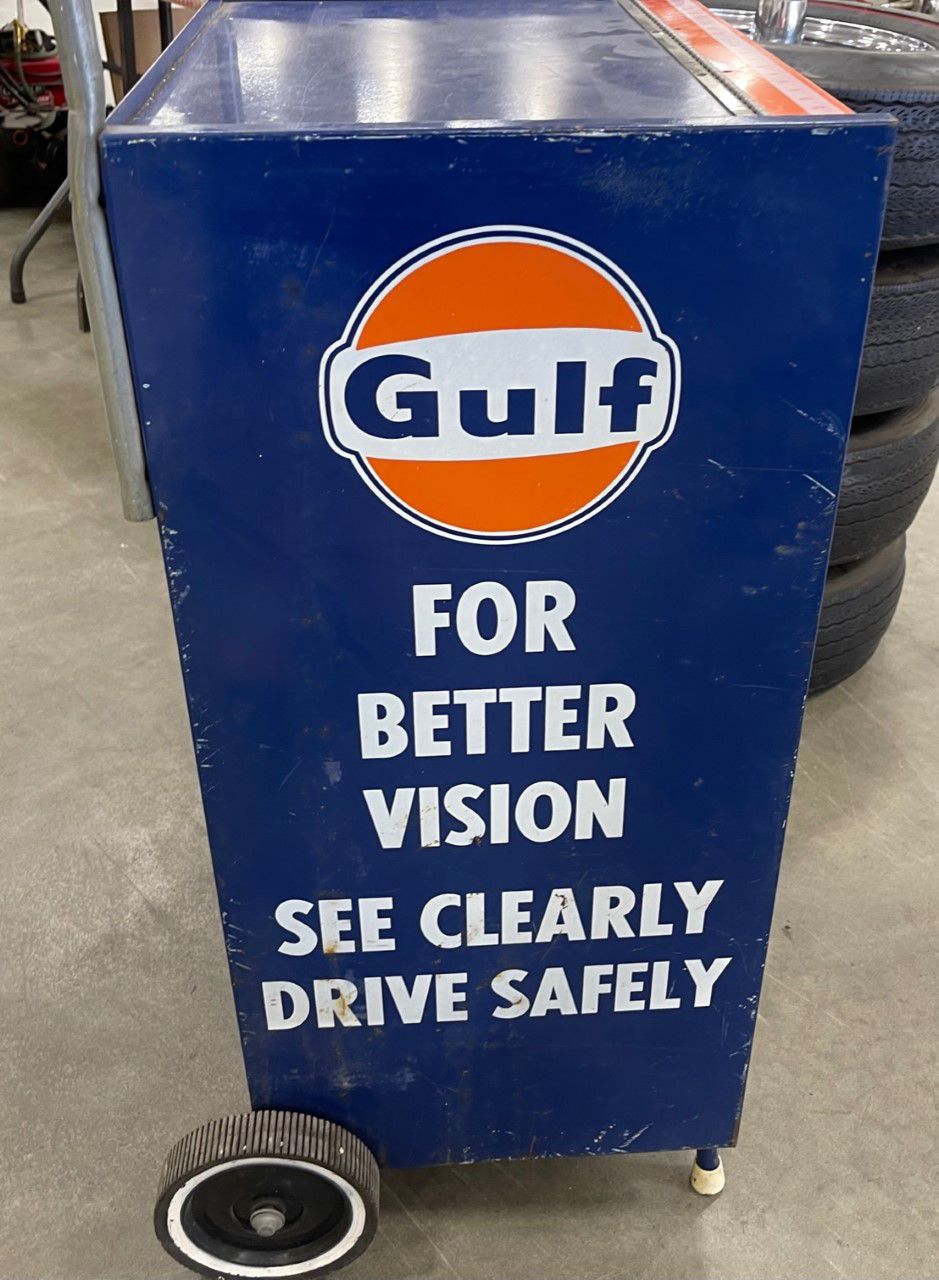 Gulf
FOR
BETTER
VISION
SEE CLEARLY
DRIVE SAFELY